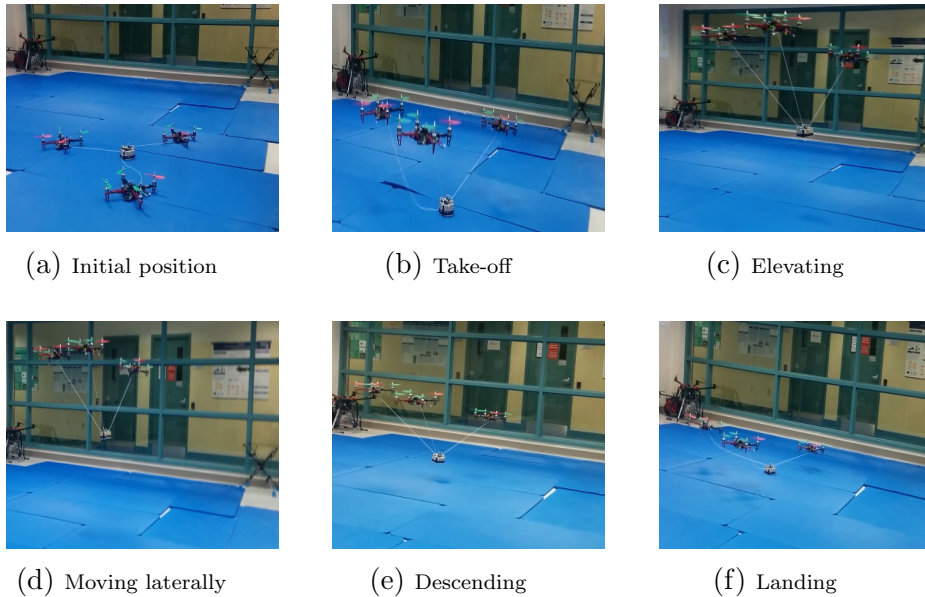 (a) Initial position
(b) Take-off
(c) Elevating
(d) Moving laterally
(e) Descending
(f) Landing